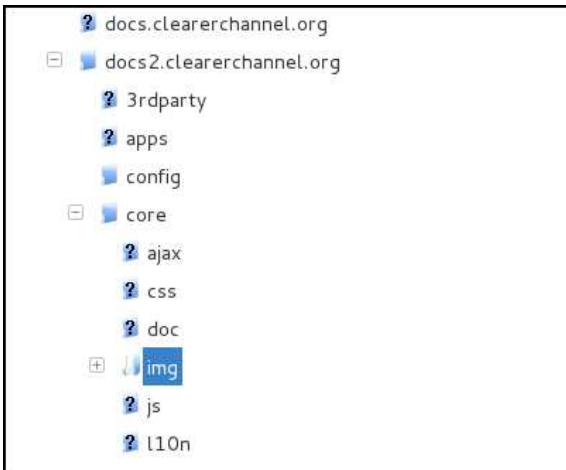 docs.clearerchannel.org
docs2.clearerchannel.org
3rdparty
apps
config
core
ajax
css
doc
img
js
l10n